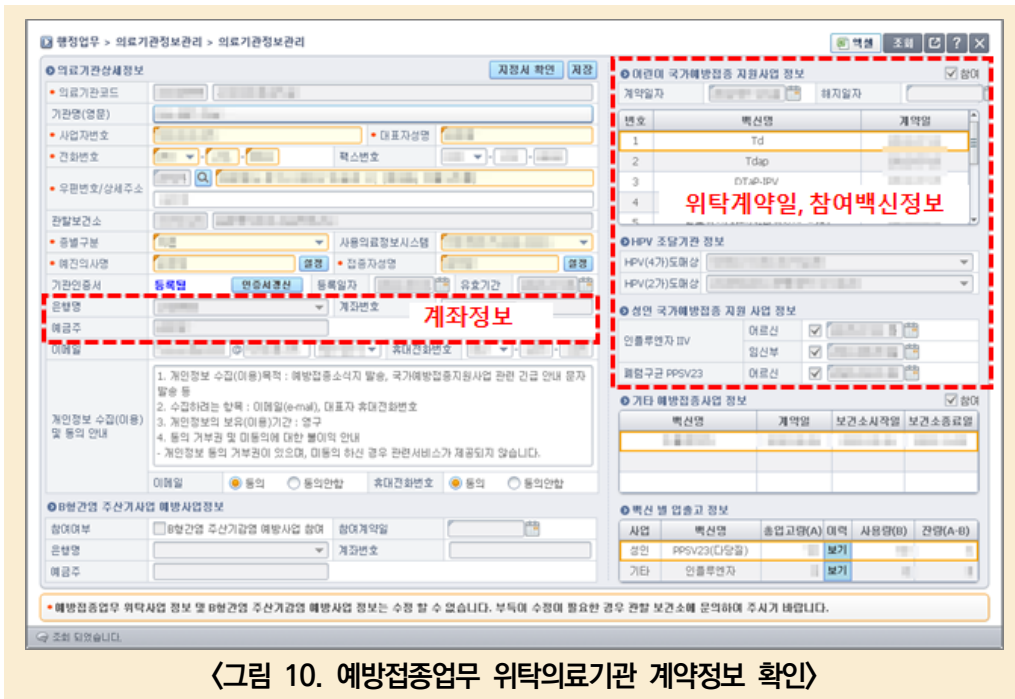 행정업무 > 의료기관정보관리 > 의료기관정보관리
엑셀 조회 ? X
의료기관상세정보 지정서 확인 저장
의료기관코드
기관명(영문)
사업자번호 대표자성명
전화번호 팩스번호
우편번호/상세주소
관할보건소
종별구분 사용의료정보시스템
예진의사명 설정 접종자성명 설정
기관인증서 등록됨 인증서갱신 등록일자 유효기간
은행명 계좌번호
계좌정보
예금주
이메일 @ 휴대전화번호
개인정보 수집(이용) 및 동의 안내
1. 개인정보 수집(이용)목적 : 예방접종소식지 발송, 국가예방접종지원사업 관련 긴급 안내 문자
발송 등
2. 수집하려는 항목 : 이메일(e-mail), 대표자 휴대전화번호
3. 개인정보의 보유(이용)기간 : 영구
4. 동의 거부권 및 미동의에 대한 불이익 안내
- 개인정보 동의 거부권이 있으며, 미동의 하신 경우 관련서비스가 제공되지 않습니다.
이메일 동의 동의안함 휴대전화번호 동의 동의안함
B형간염 주산기사업 예방사업정보
참여여부 B형간염 주산기감염 예방사업 참여 참여계약일
은행명 계좌번호
예금주
어린이 국가예방접종 지원사업 정보 참여
계약일자 해지일자
번호 백신명 계약일
1 Td
2 Tdap
3 DTaP-IPV
4
위탁계약일, 참여백신정보
5
HPV 조달기관 정보
HPV(4가)도매상
HPV(2가)도매상
성인 국가예방접종 지원 사업 정보
인플루엔자 IIV 어르신
임신부
폐렴구균 PPSV23 어르신
기타 예방접종사업 정보 참여
백신명 계약일 보건소시작일 보건소종료일
백신 별 입출고 정보
사업 백신명 총입고량(A) 이력 사용량(B) 잔량(A-B)
성인 PPSV23(다당질) 보기
기타 인플루엔자 보기
예방접종업무 위탁사업 정보 및 B형간염 주산기감염 예방사업 정보는 수정 할 수 없습니다. 부득이 수정이 필요한 경우 관할 보건소에 문의하여 주시기 바랍니다.
조회 되었습니다.
<그림 10. 예방접종업무 위탁의료기관 계약정보 확인>